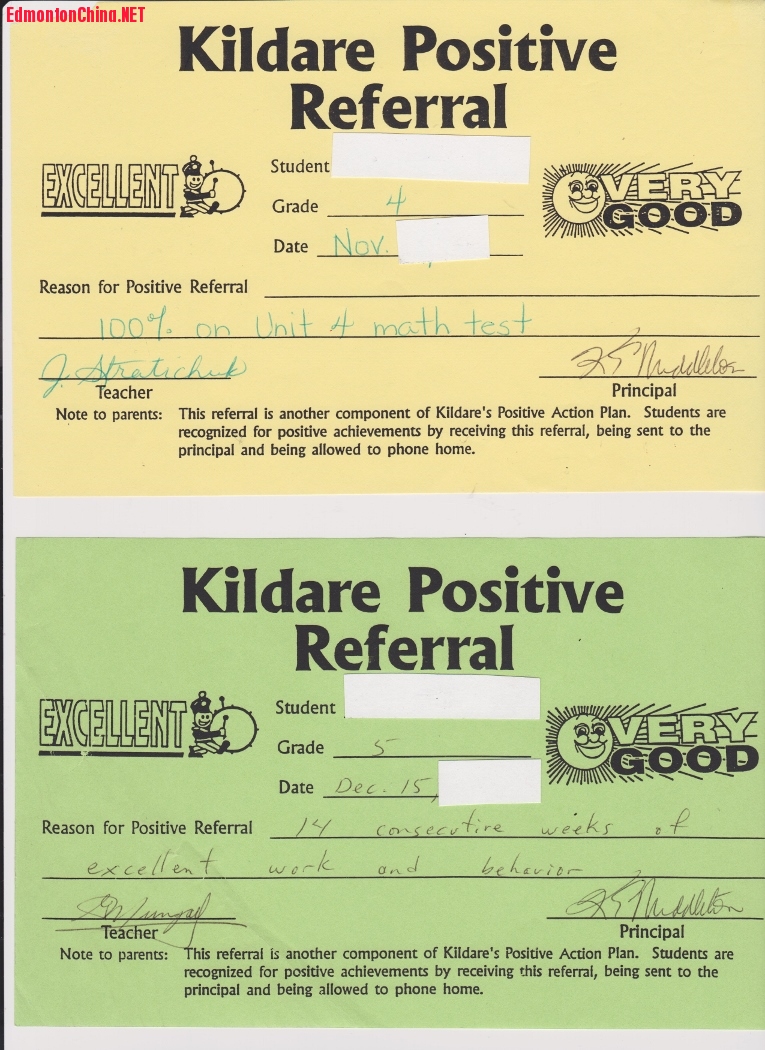 EdmontonChina.NET
Kildare Positive
Referral
EXCELLENT
Student
VERY
GOOD
Grade 4
Date Nov.
Reason for Positive Referral
100% on Unit 4 math test
J. Stratichuk Middleton
Teacher Principal
Note to parents: This referral is another component of Kildare's Positive Action Plan. Students are
recognized for positive achievements by receiving this referral, being sent to the
principal and being allowed to phone home.
Kildare Positive
Referral
EXCELLENT
Student
VERY
GOOD
Grade 5
Date Dec. 15,
Reason for Positive Referral 14 consecutive weeks of
excellent work and behavior
Middleton
Teacher Principal
Note to parents: This referral is another component of Kildare's Positive Action Plan. Students are
recognized for positive achievements by receiving this referral, being sent to the
principal and being allowed to phone home.